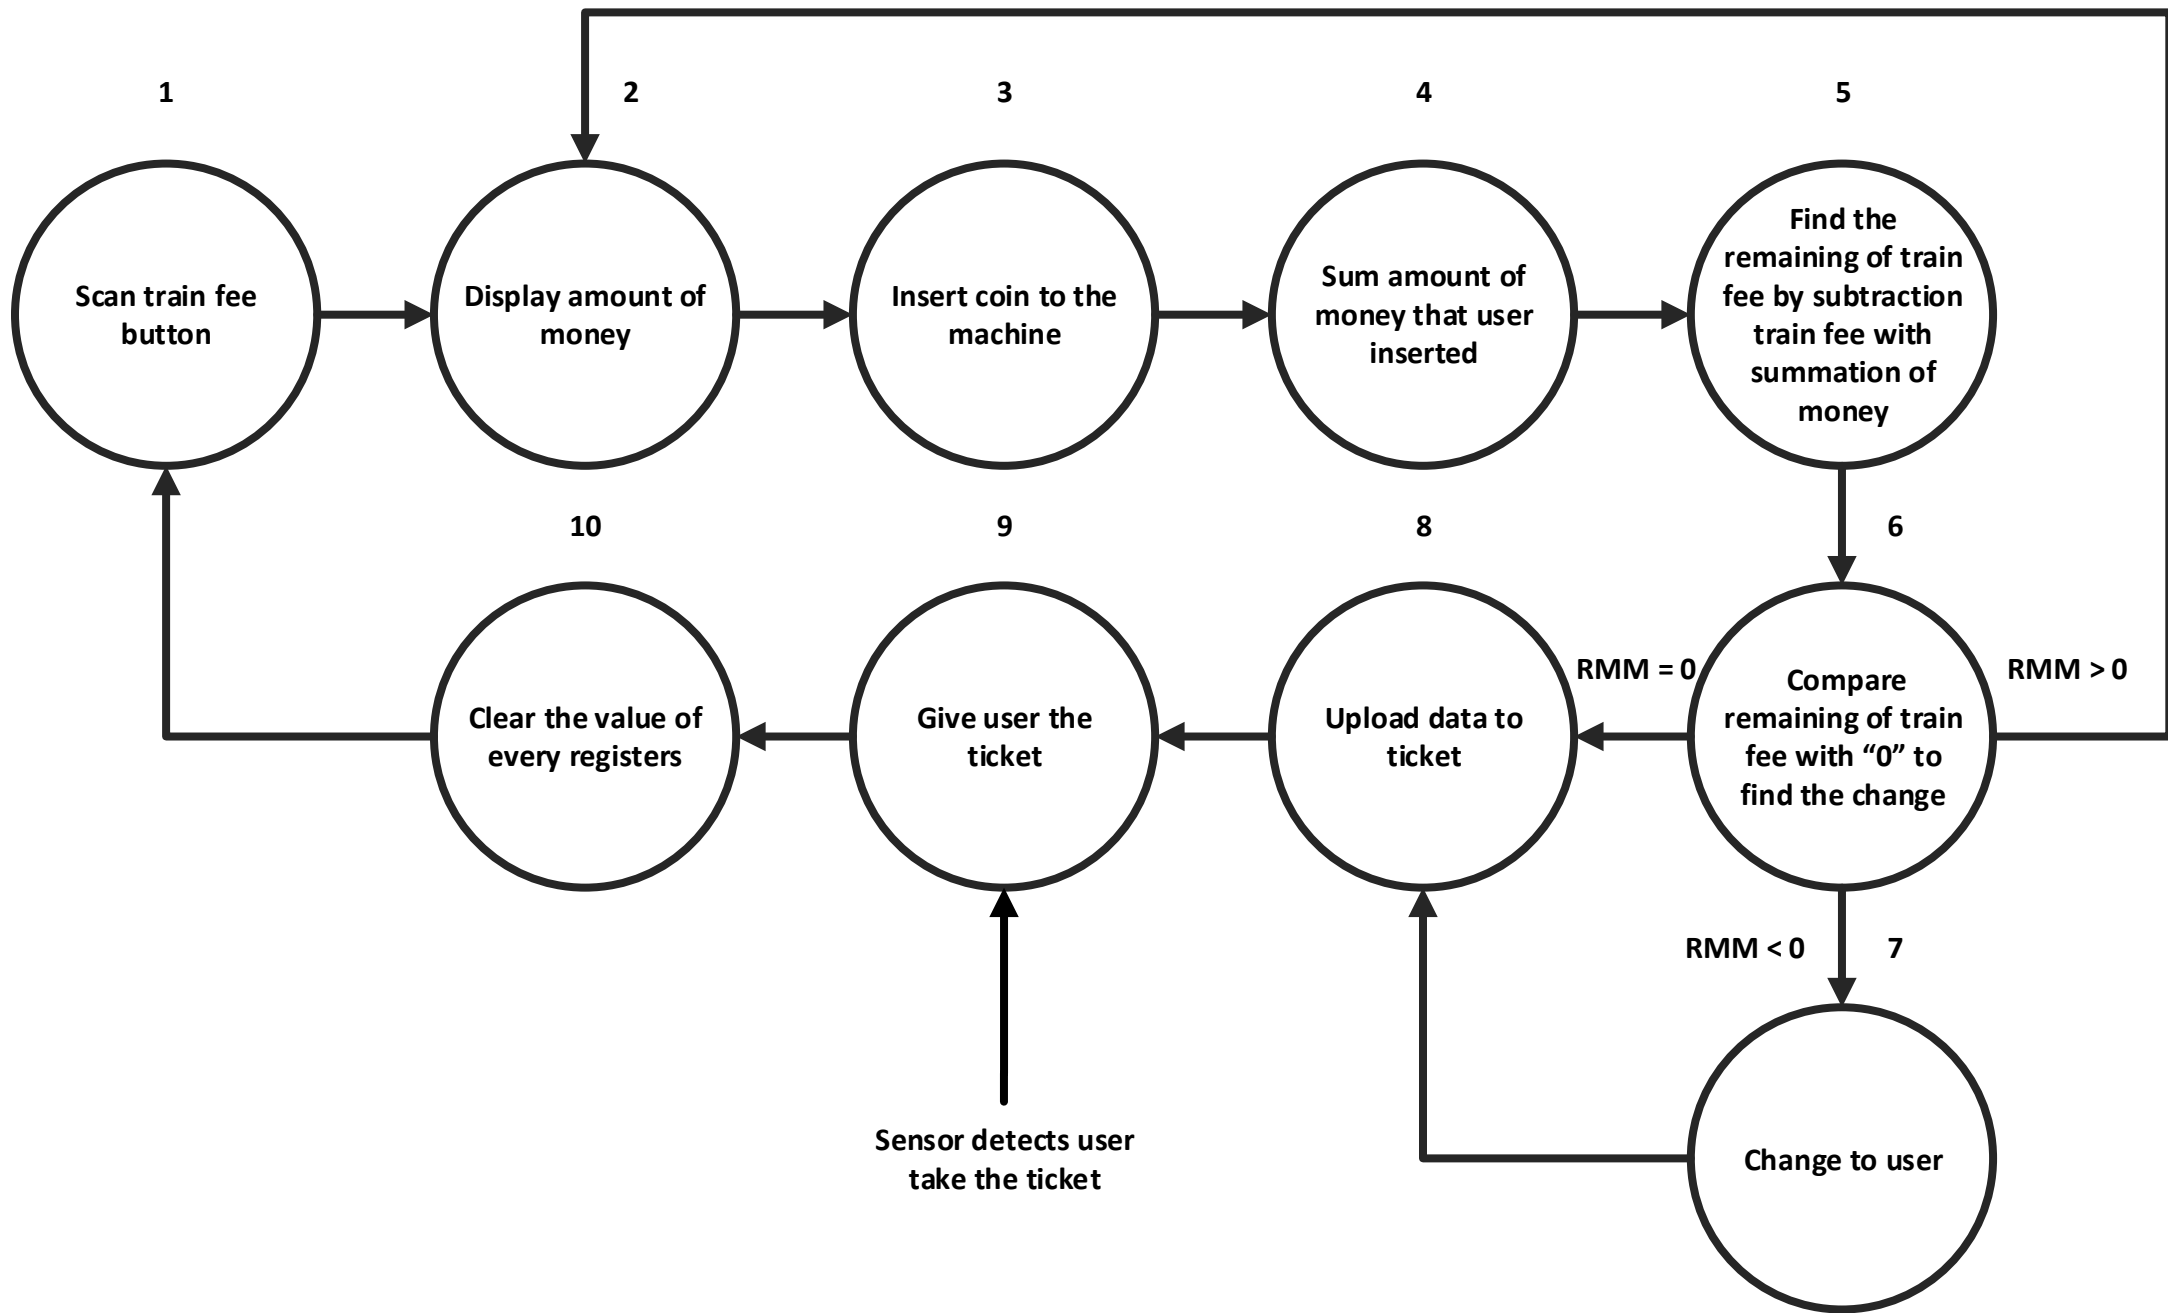 1
2
3
4
5
Scan train fee
button
Display amount of
money
Insert coin to the
machine
Sum amount of
money that user
inserted
Find the
remaining of train
fee by subtraction
train fee with
summation of
money
10
9
8
6
Clear the value of
every registers
Give user the
ticket
Upload data to
ticket
RMM = 0
Compare
remaining of train
fee with “0” to
find the change
RMM > 0
RMM < 0
7
Sensor detects user
take the ticket
Change to user